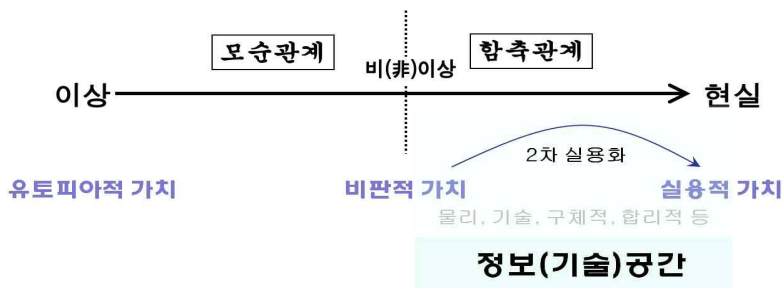 모순관계
함축관계
비(非)이상
이상
현실
2차 실용화
유토피아적 가치
비판적 가치
실용적 가치
물리, 기술, 구체적, 합리적 등
정보(기술)공간